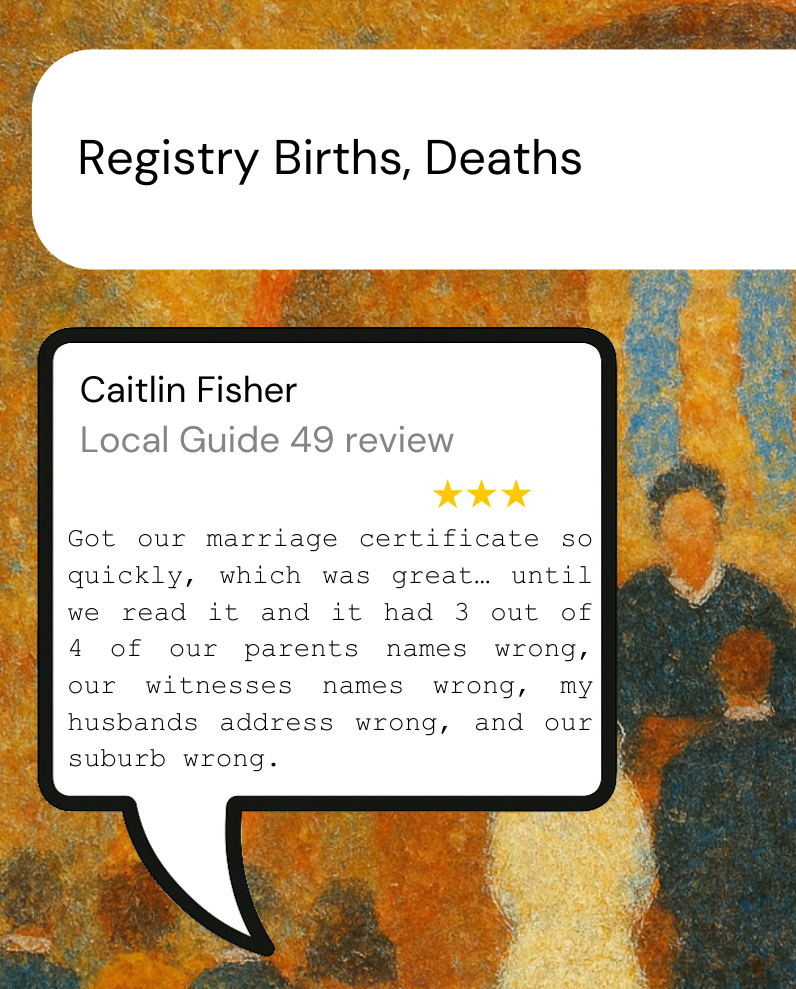 Registry Births, Deaths
Caitlin Fisher
Local Guide 49 review
Got our marriage certificate so
quickly, which was great… until
we read it and it had 3 out of
4 of our parents names wrong,
our witnesses names wrong, my
husbands address wrong, and our
suburb wrong.